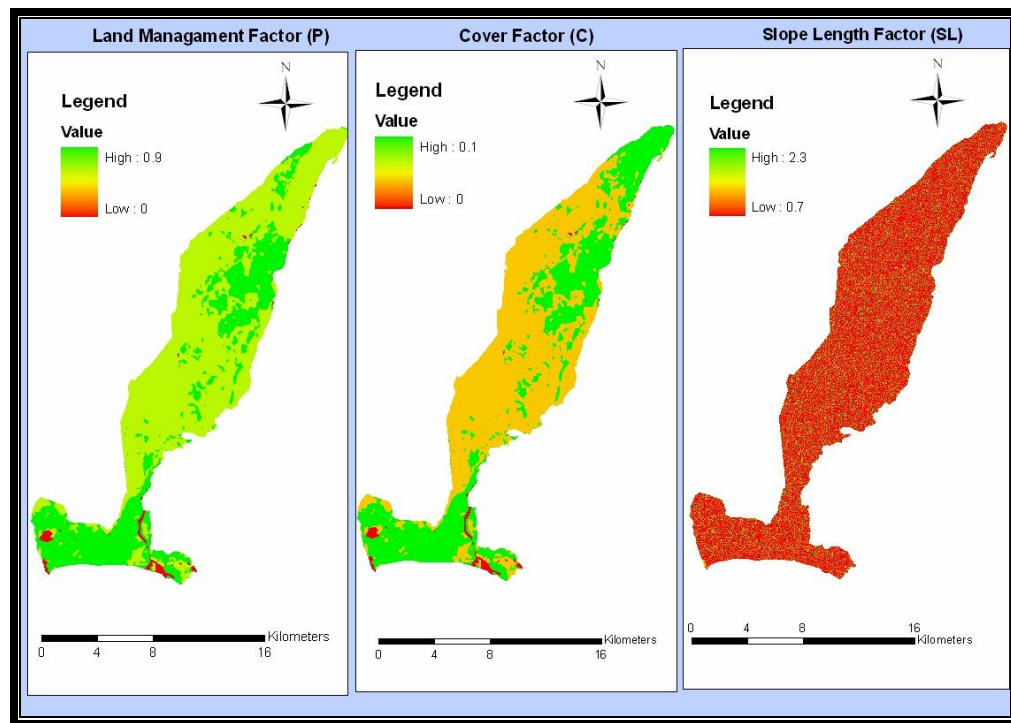 Land Managament Factor (P)
N
Legend
Value
High : 0.9
Low : 0
Kilometers
0 4 8 16
Cover Factor (C)
N
Legend
Value
High : 0.1
Low : 0
Kilometers
0 4 8 16
Slope Length Factor (SL)
N
Legend
Value
High : 2.3
Low : 0.7
0 4 8 16
Kilometers